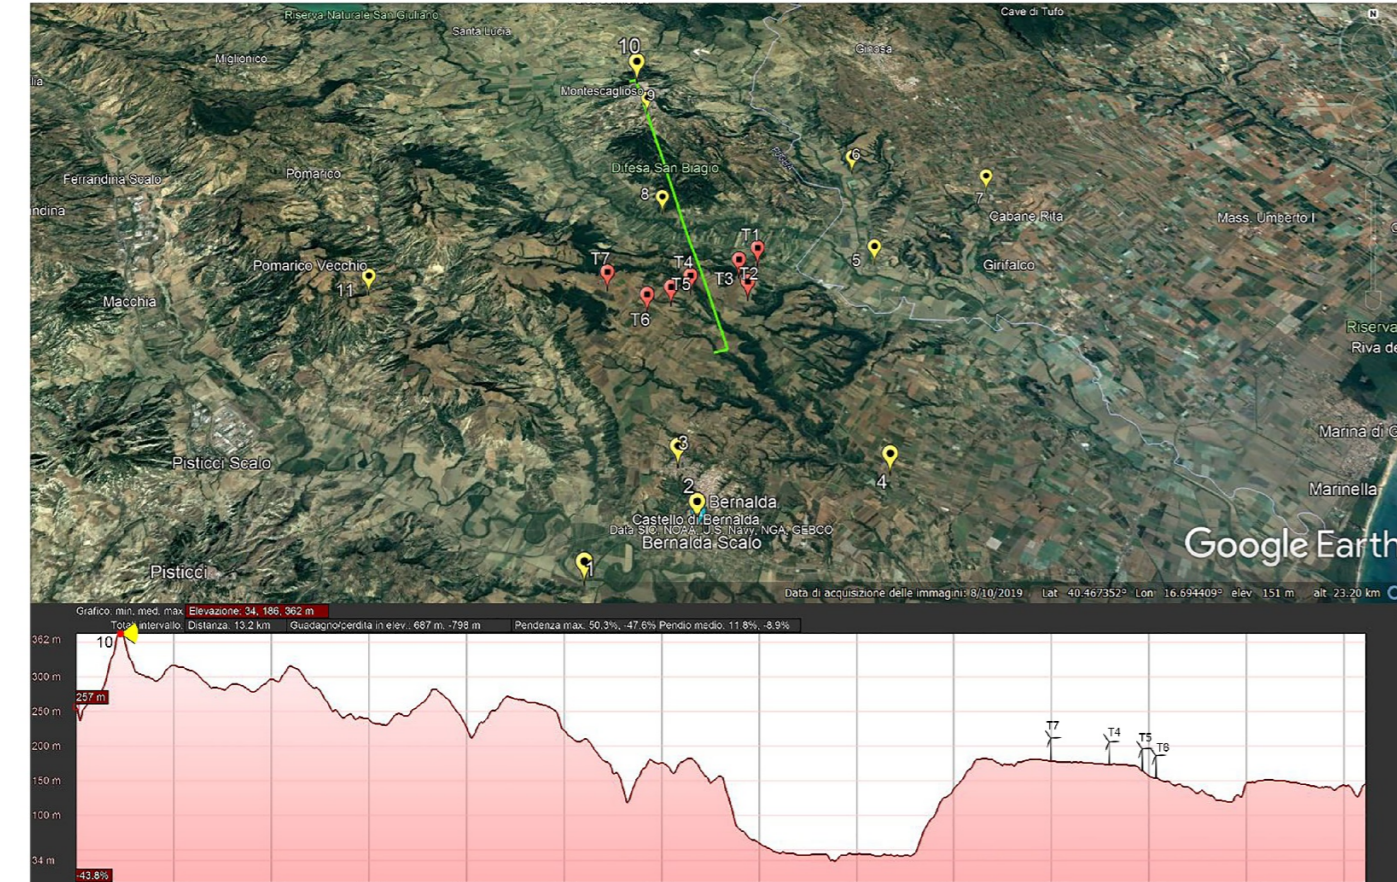 Riserva Naturale San Giuliano
Cave di Tufo
N
Santa Lucia
10
Ginosa
Miglionico
Montescaglioso
9
6
Difesa San Biagio
Ferrandina Scalo
Pomarico
7
8
Cabane Rita
Mass. Umberto I
ndina
T1
T7
T4
T3
T2
5
Girifalco
Pomarico Vecchio
11
T5
T6
Macchia
Riserva
Riva de
3
Marina di G
Pisticci Scalo
4
2
Bernalda
Marinella
Castello di Bernalda
Data SIO, NOAA, U.S. Navy, NGA, GEBCO
Bernalda Scalo
Google Earth
1
Pisticci
Data di acquisizione delle immagini: 8/10/2019 Lat 40.467352° Lon 16.694409° elev 151 m alt 23.20 km
Grafico: min, med, max Elevazione: 34, 186, 362 m
Totali intervallo: Distanza: 13.2 km Guadagno/perdita in elev.: 687 m, -798 m Pendenza max: 50.3%, -47.6% Pendio medio: 11.8%, -8.9%
362 m
10
300 m
257 m
250 m
T7
T4
T5
T6
200 m
150 m
100 m
34 m
-43.8%